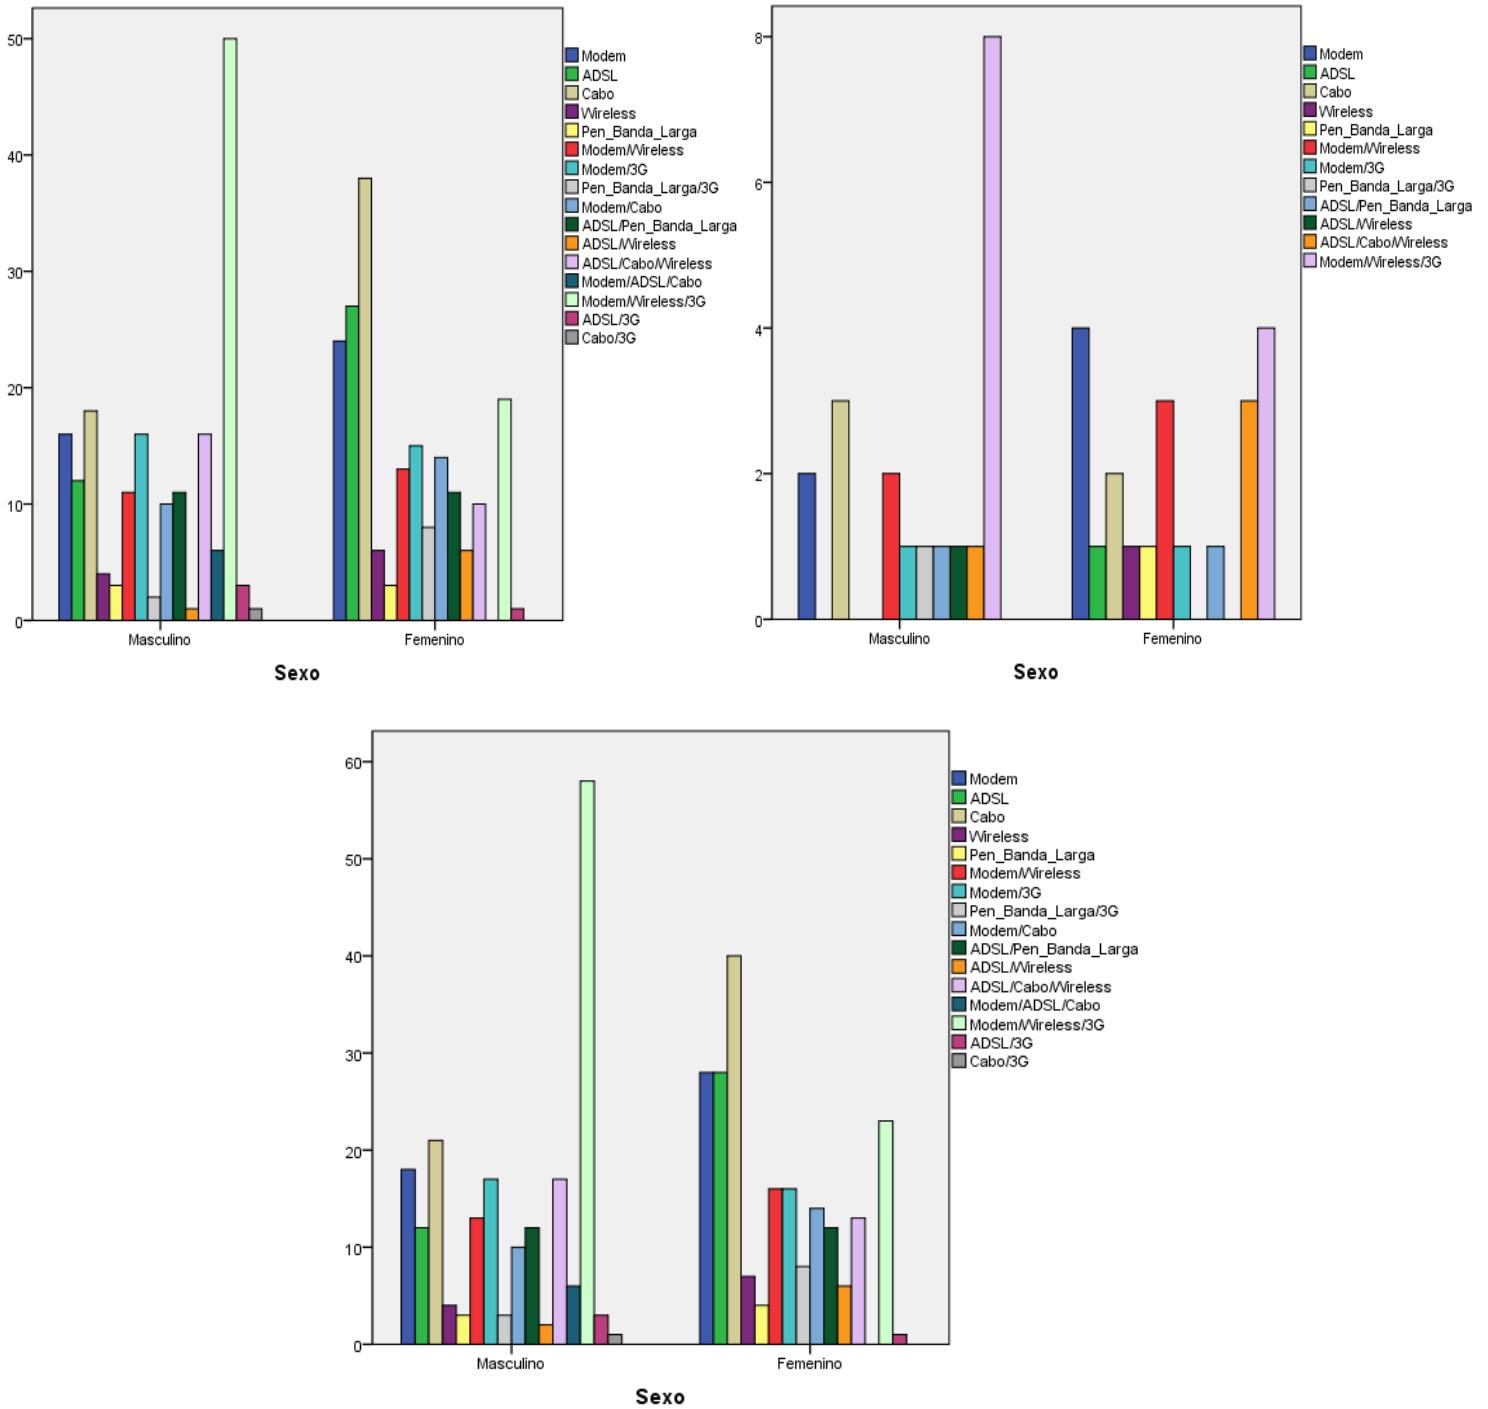 50
40
30
20
10
0
Masculino
Femenino
Sexo
Modem
ADSL
Cabo
Wireless
Pen_Banda_Larga
Modem/Wireless
Modem/3G
Pen_Banda_Larga/3G
Modem/Cabo
ADSL/Pen_Banda_Larga
ADSL/Wireless
ADSL/Cabo/Wireless
Modem/ADSL/Cabo
Modem/Wireless/3G
ADSL/3G
Cabo/3G
8
6
4
2
0
Masculino
Femenino
Sexo
Modem
ADSL
Cabo
Wireless
Pen_Banda_Larga
Modem/Wireless
Modem/3G
Pen_Banda_Larga/3G
ADSL/Pen_Banda_Larga
ADSL/Wireless
ADSL/Cabo/Wireless
Modem/Wireless/3G
60
50
40
30
20
10
0
Masculino
Femenino
Sexo
Modem
ADSL
Cabo
Wireless
Pen_Banda_Larga
Modem/Wireless
Modem/3G
Pen_Banda_Larga/3G
Modem/Cabo
ADSL/Pen_Banda_Larga
ADSL/Wireless
ADSL/Cabo/Wireless
Modem/ADSL/Cabo
Modem/Wireless/3G
ADSL/3G
Cabo/3G